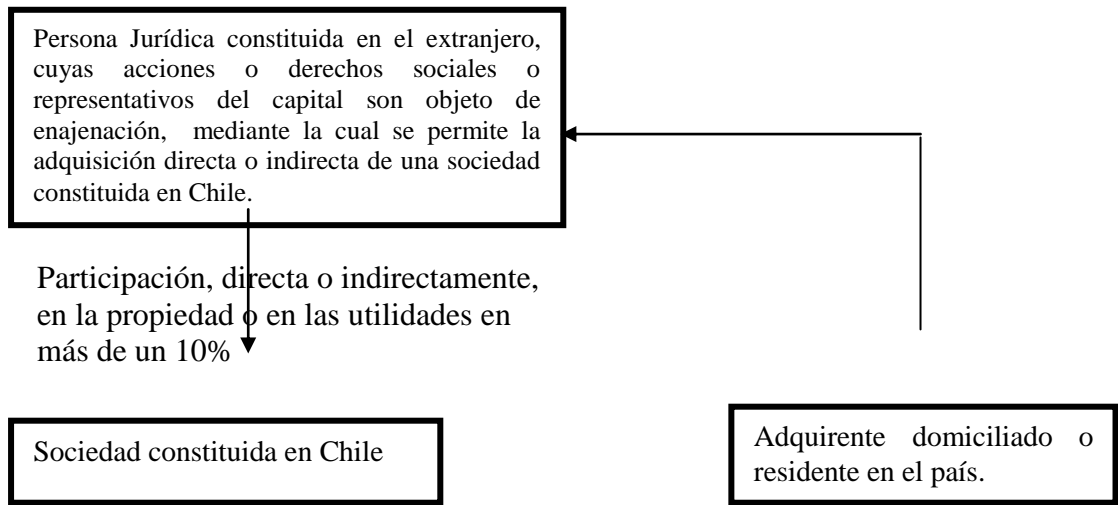 Persona Jurídica constituida en el extranjero,
cuyas acciones o derechos sociales o
representativos del capital son objeto de
enajenación, mediante la cual se permite la
adquisición directa o indirecta de una sociedad
constituida en Chile.
Participación, directa o indirectamente,
en la propiedad o en las utilidades en
más de un 10%
Sociedad constituida en Chile
Adquirente domiciliado o
residente en el país.